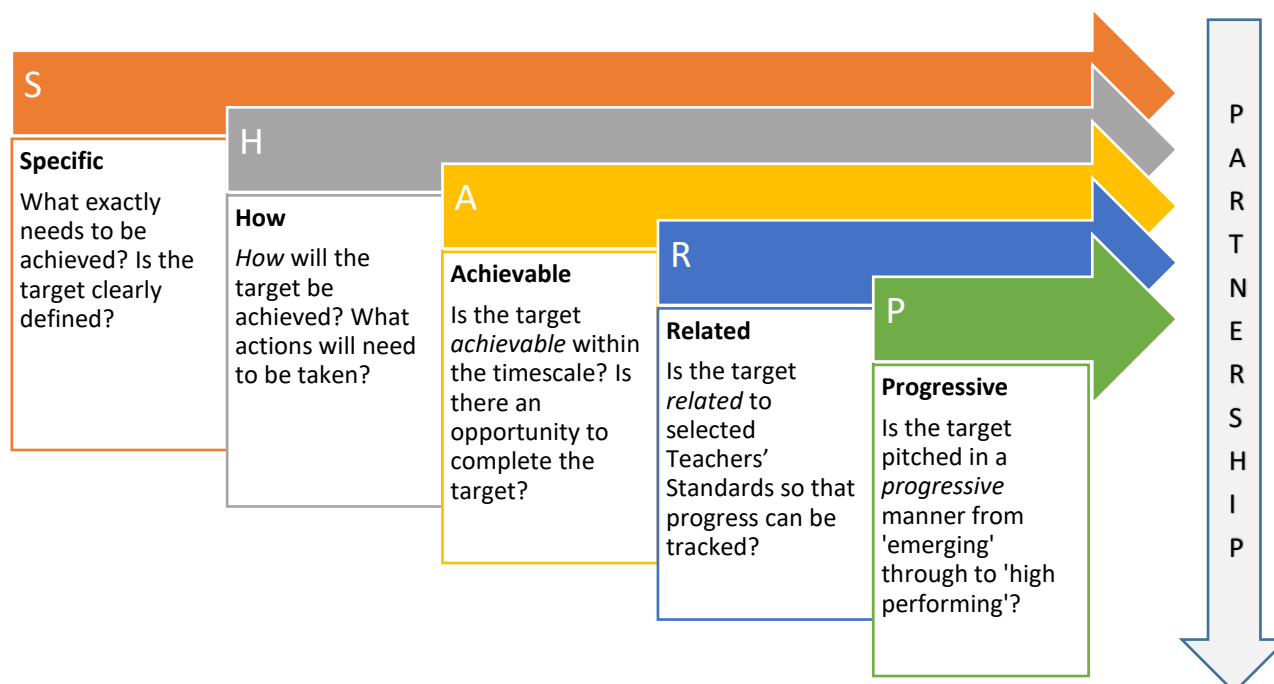 S
Specific
What exactly
needs to be
achieved? Is the
target clearly
defined?
H
How
How will the
target be
achieved? What
actions will need
to be taken?
A
Achievable
Is the target
achievable within
the timescale? Is
there an
opportunity to
complete the
target?
R
Related
Is the target
related to
selected
Teachers’
Standards so that
progress can be
tracked?
P
Progressive
Is the target
pitched in a
progressive
manner from
'emerging'
through to 'high
performing'?
P
A
R
T
N
E
R
S
H
I
P